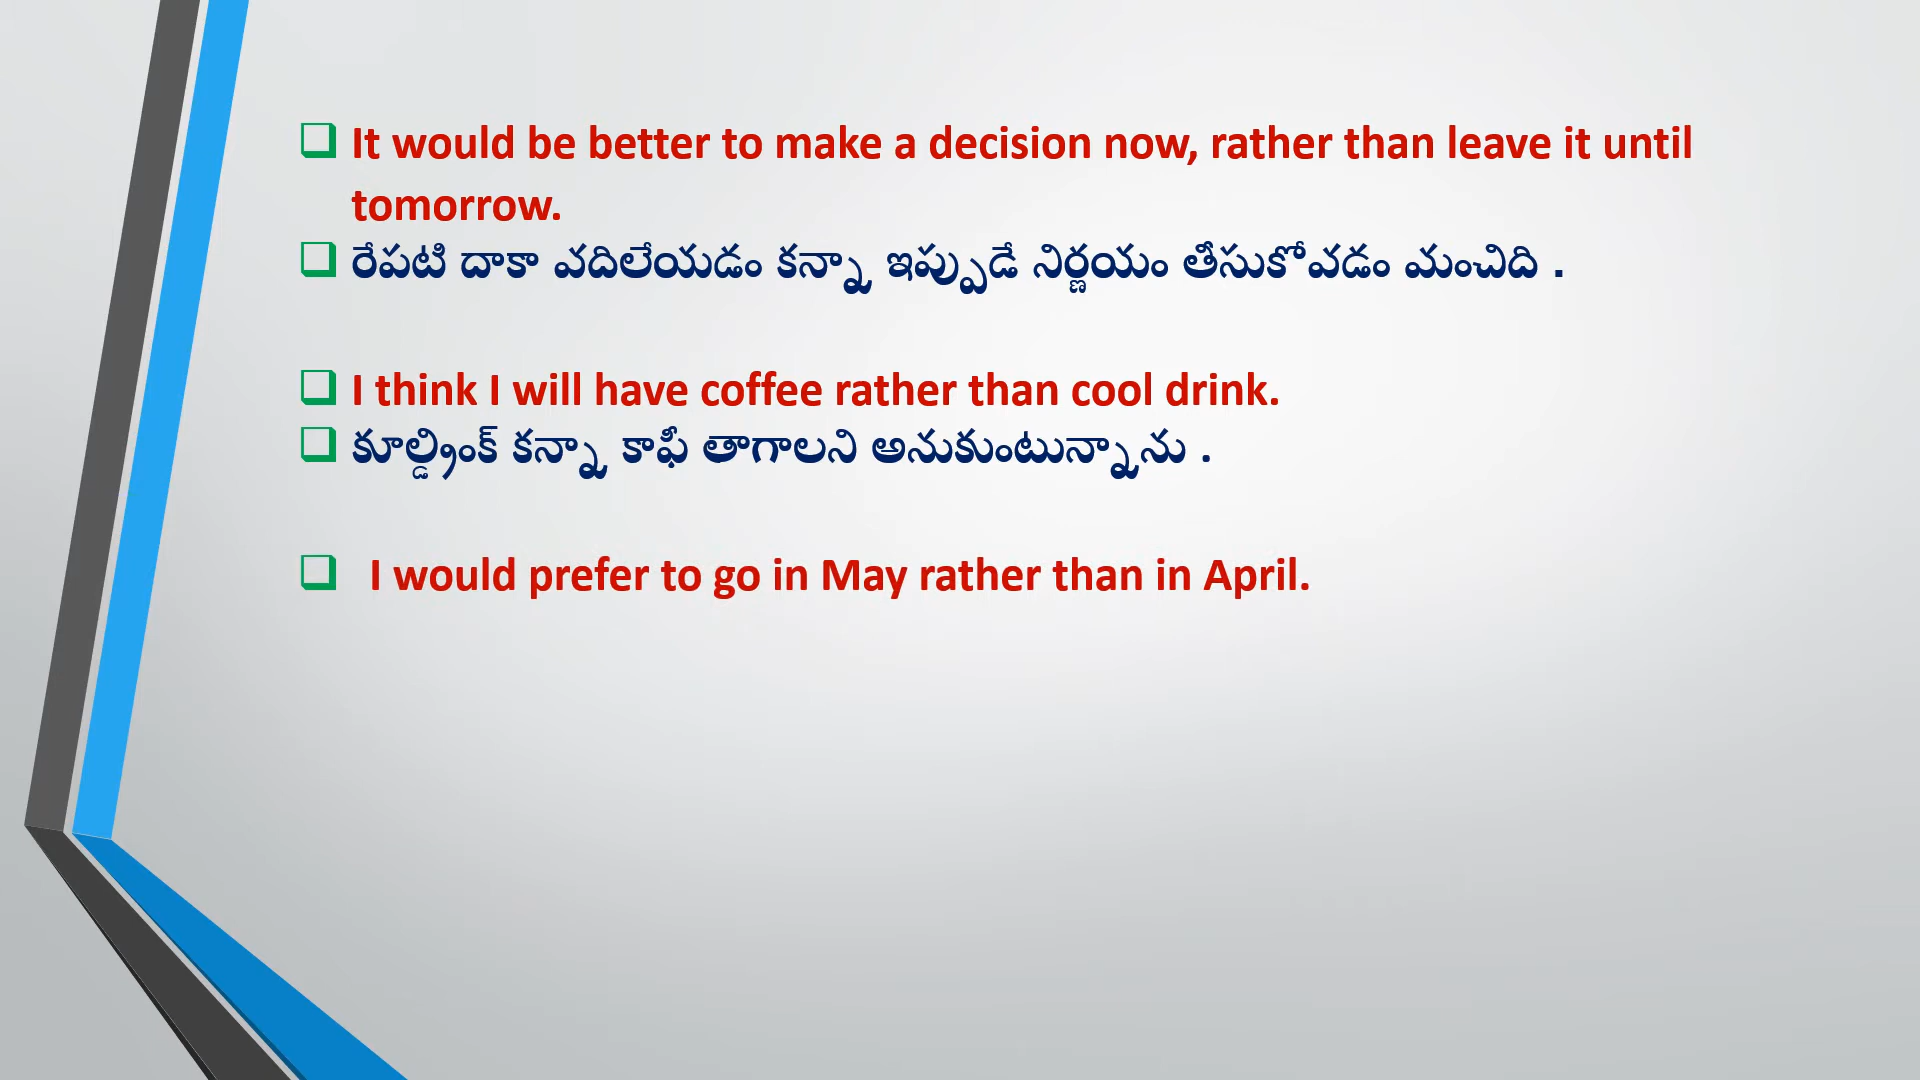 It would be better to make a decision now, rather than leave it until
tomorrow.
రేపటి దాకా వదిలేయడం కన్నా ఇప్పుడే నిర్ణయం తీసుకోవడం మంచిది .
I think I will have coffee rather than cool drink.
కూల్డ్రింక్ కన్నా కాఫీ తాగాలని అనుకుంటున్నాను .
I would prefer to go in May rather than in April.